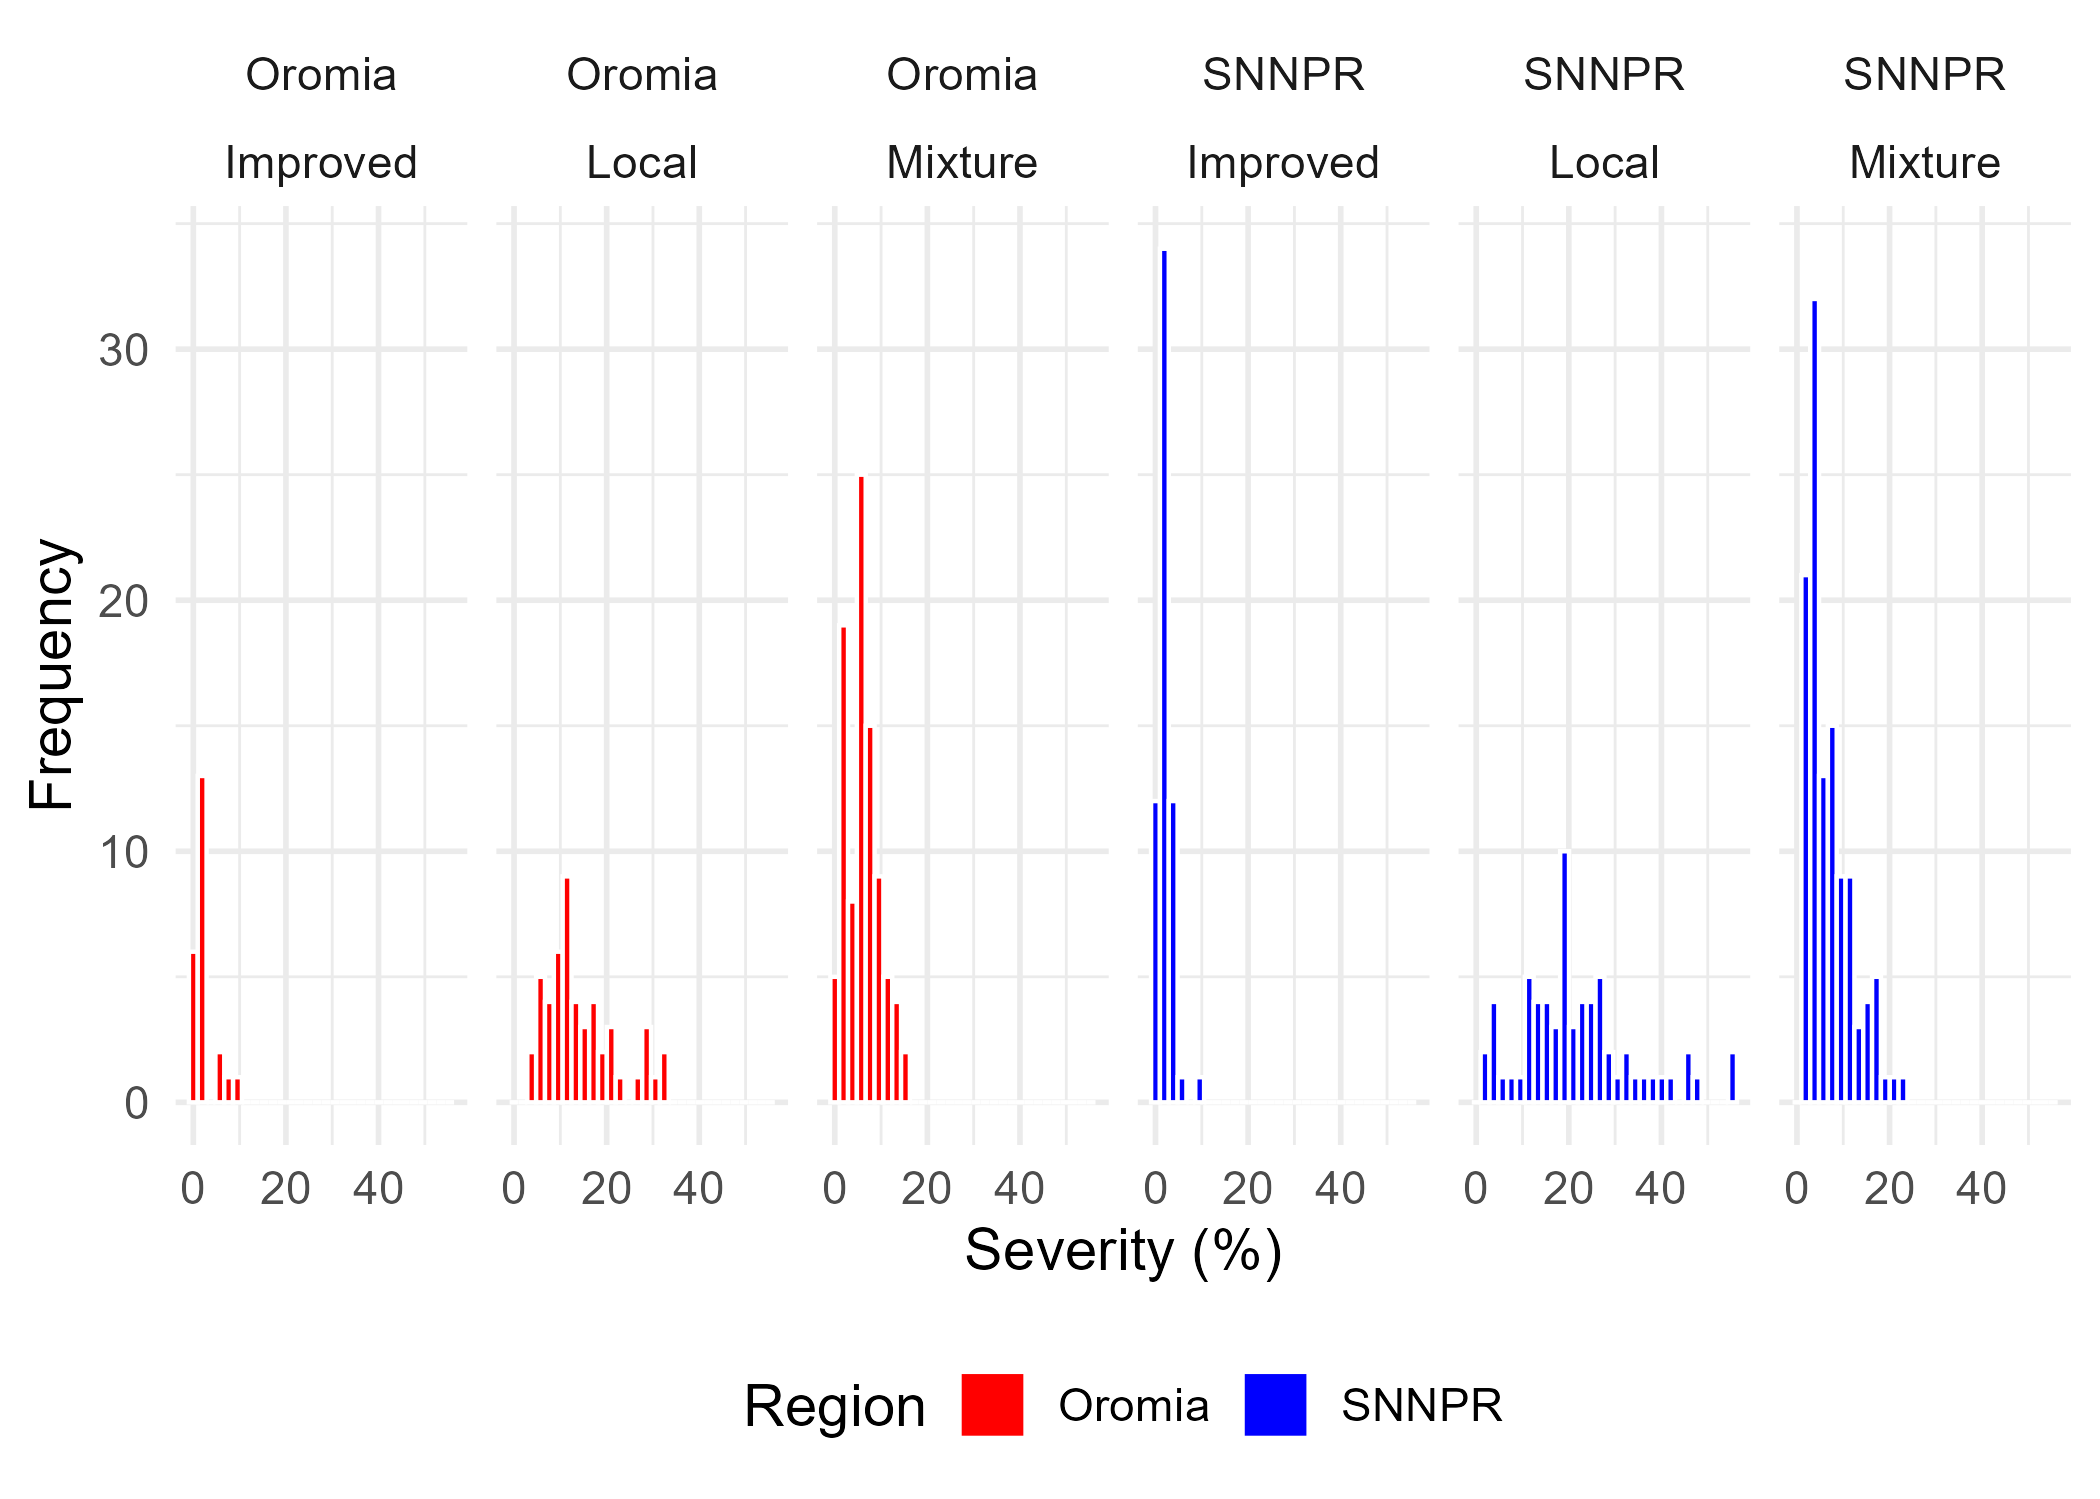 Oromia Oromia Oromia SNNPR SNNPR SNNPR
Improved Local Mixture Improved Local Mixture
30
20
10
0
Frequency
0 20 40 0 20 40 0 20 40 0 20 40 0 20 40 0 20 40
Severity (%)
Region Oromia SNNPR